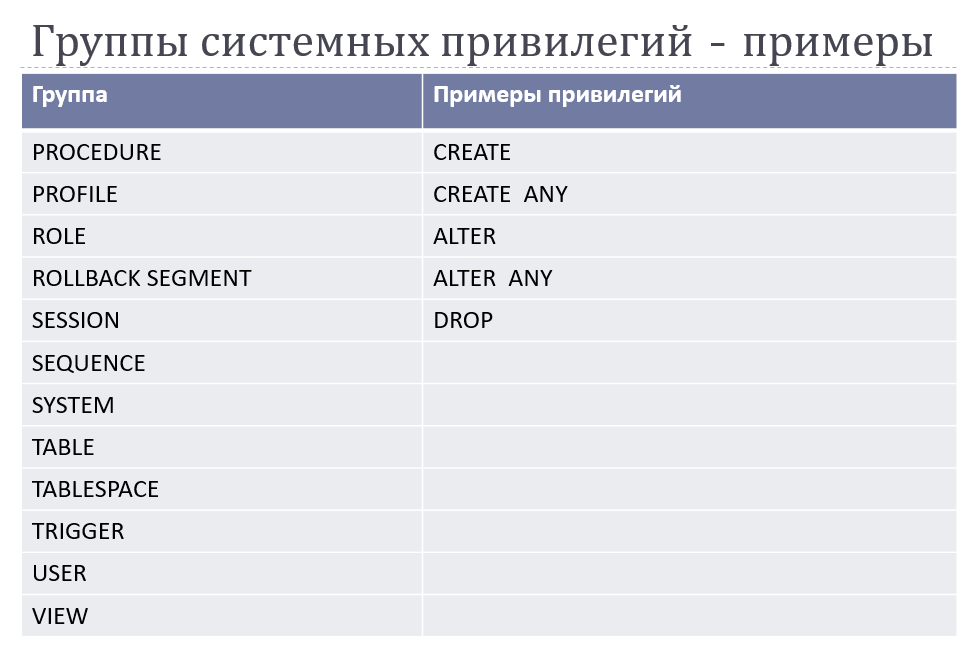 Группы системных привилегий - примеры
Группа Примеры привилегий
PROCEDURE CREATE
PROFILE CREATE ANY
ROLE ALTER
ROLLBACK SEGMENT ALTER ANY
SESSION DROP
SEQUENCE
SYSTEM
TABLE
TABLESPACE
TRIGGER
USER
VIEW